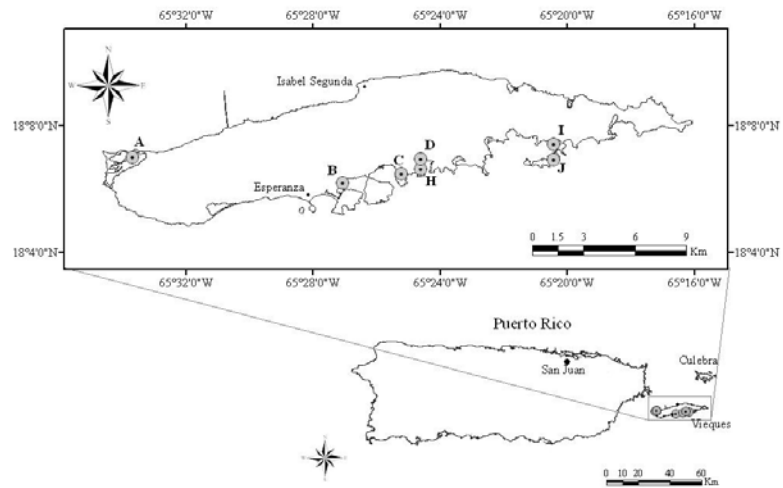 65°32'0"W 65°28'0"W 65°24'0"W 65°20'0"W 65°16'0"W
N
W E
S
Isabel Segunda
18°8'0"N 18°8'0"N
A
I
D
C
B
H
J
Esperanza
0 1.5 3 6 9
Km
18°4'0"N 18°4'0"N
65°32'0"W 65°28'0"W 65°24'0"W 65°20'0"W 65°16'0"W
Puerto Rico
Culebra
San Juan
Vieques
0 10 20 40 60
Km